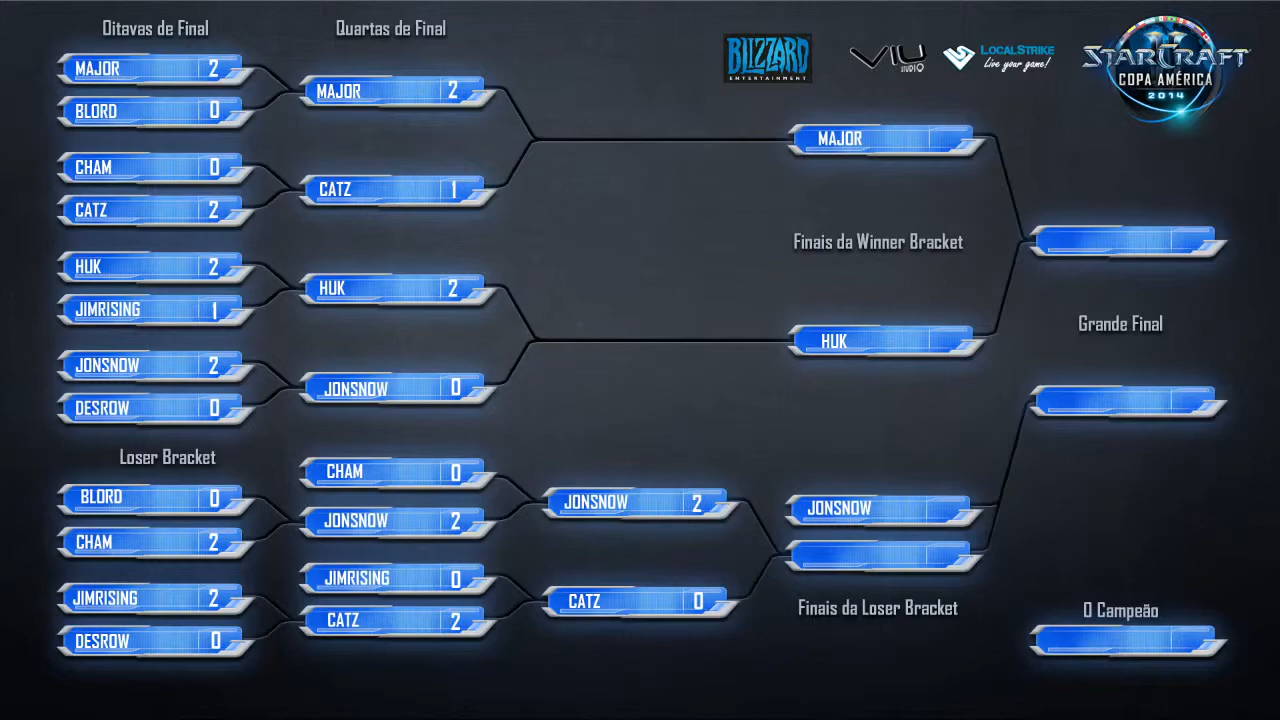 Oitavas de Final
Quartas de Final
BLIZZARD
ENTERTAINMENT
VIU
STUDIO
LOCALSTRIKE
Live your game!
STARCRAFT
II
COPA AMÉRICA
2014
MAJOR 2
BLORD 0
CHAM 0
CATZ 2
HUK 2
JIMRISING 1
JONSNOW 2
DESROW 0
MAJOR 2
CATZ 1
HUK 2
JONSNOW 0
MAJOR
Finais da Winner Bracket
HUK
Grande Final
Loser Bracket
BLORD 0
CHAM 2
JIMRISING 2
DESROW 0
CHAM 0
JONSNOW 2
JIMRISING 0
CATZ 2
JONSNOW 2
CATZ 0
JONSNOW
Finais da Loser Bracket
O Campeão